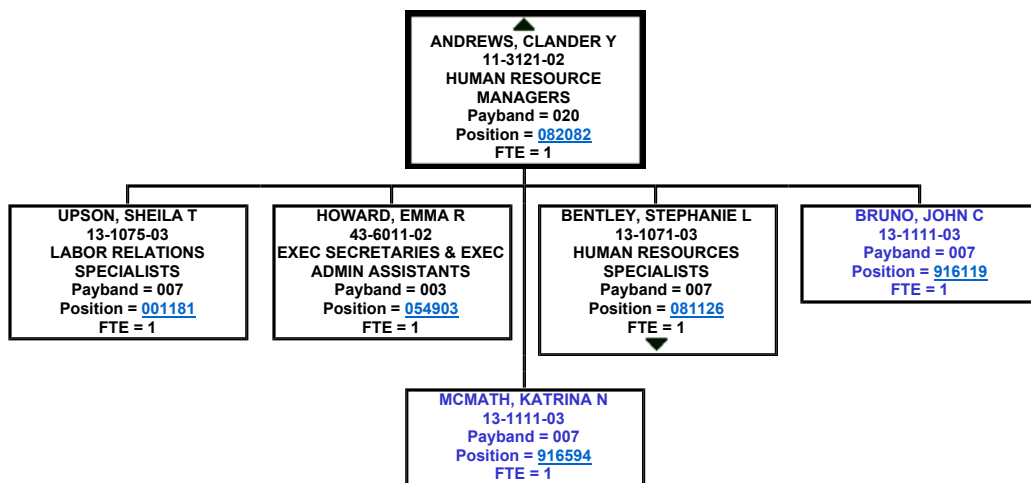 ANDREWS, CLANDER Y
11-3121-02
HUMAN RESOURCE
MANAGERS
Payband = 020
Position = 082082
FTE = 1
UPSON, SHEILA T
13-1075-03
LABOR RELATIONS
SPECIALISTS
Payband = 007
Position = 001181
FTE = 1
HOWARD, EMMA R
43-6011-02
EXEC SECRETARIES & EXEC
ADMIN ASSISTANTS
Payband = 003
Position = 054903
FTE = 1
BENTLEY, STEPHANIE L
13-1071-03
HUMAN RESOURCES
SPECIALISTS
Payband = 007
Position = 081126
FTE = 1
BRUNO, JOHN C
13-1111-03
Payband = 007
Position = 916119
FTE = 1
MCMATH, KATRINA N
13-1111-03
Payband = 007
Position = 916594
FTE = 1